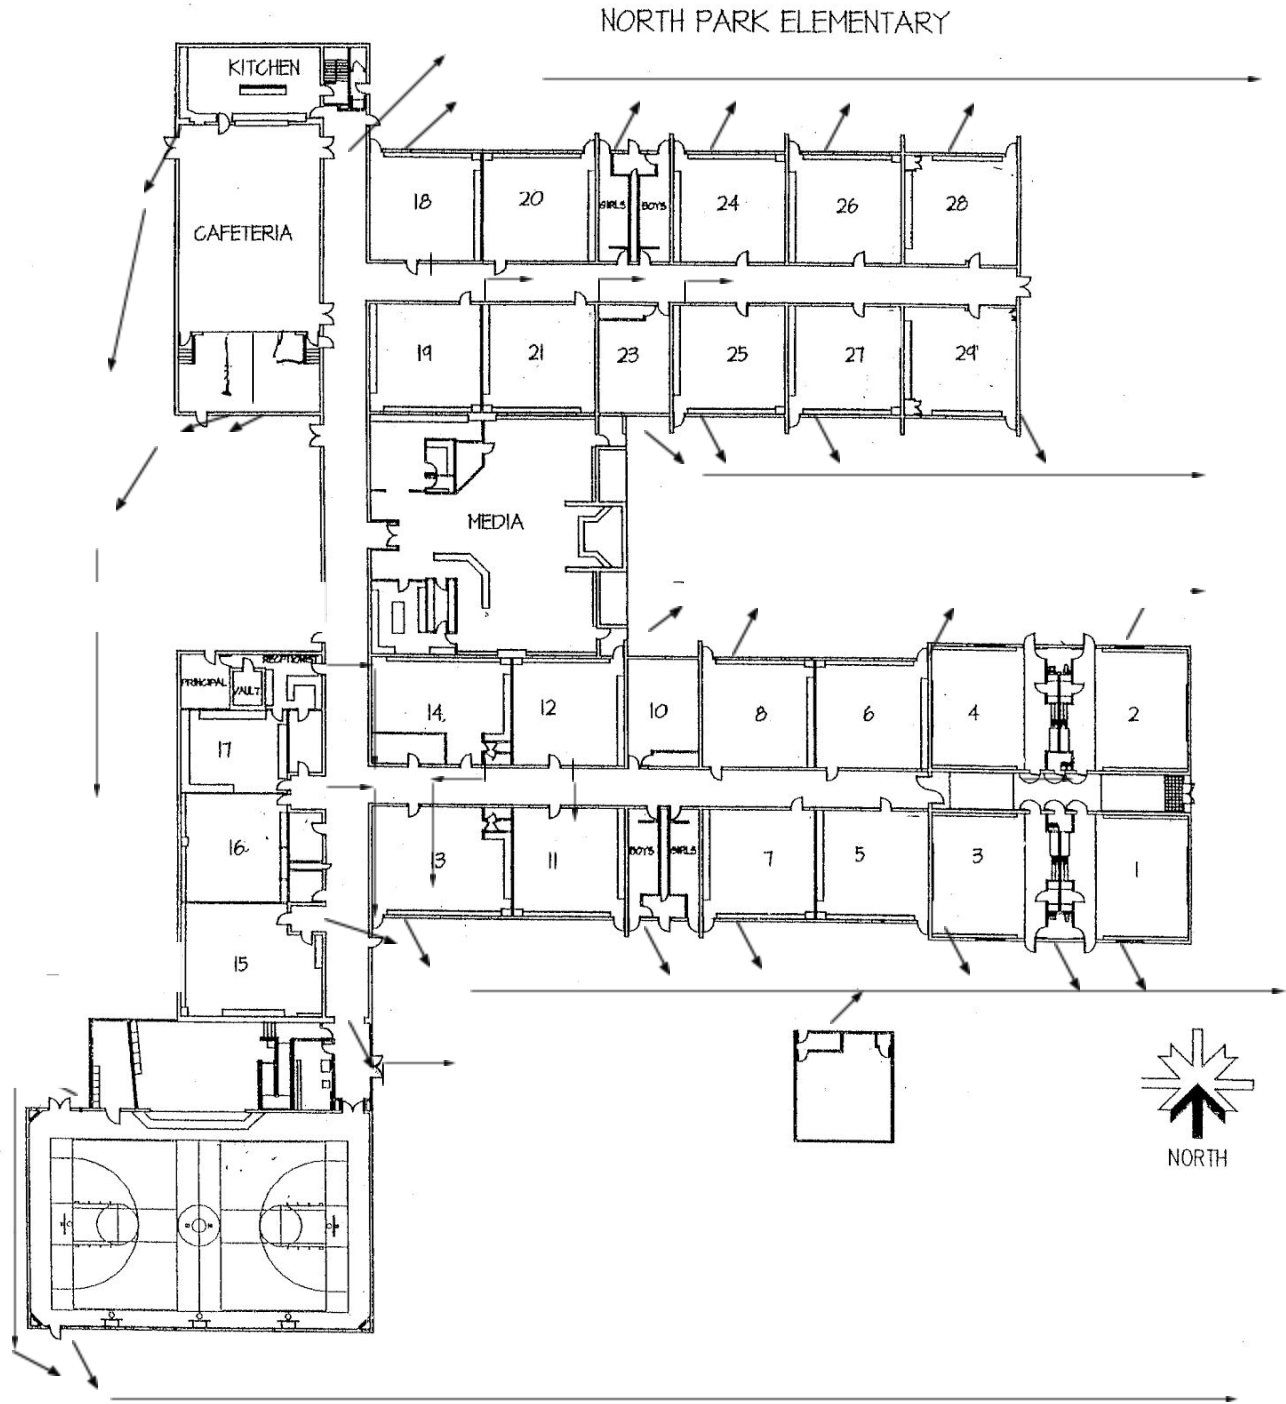 NORTH PARK ELEMENTARY
KITCHEN
CAFETERIA
18
20
GIRLS
BOYS
24
26
28
19
21
23
25
27
29
MEDIA
RECEPTIONIST
PRINCIPAL
VAULT
17
16
15
14
12
10
8
6
4
2
13
11
BOYS
GIRLS
7
5
3
1
NORTH